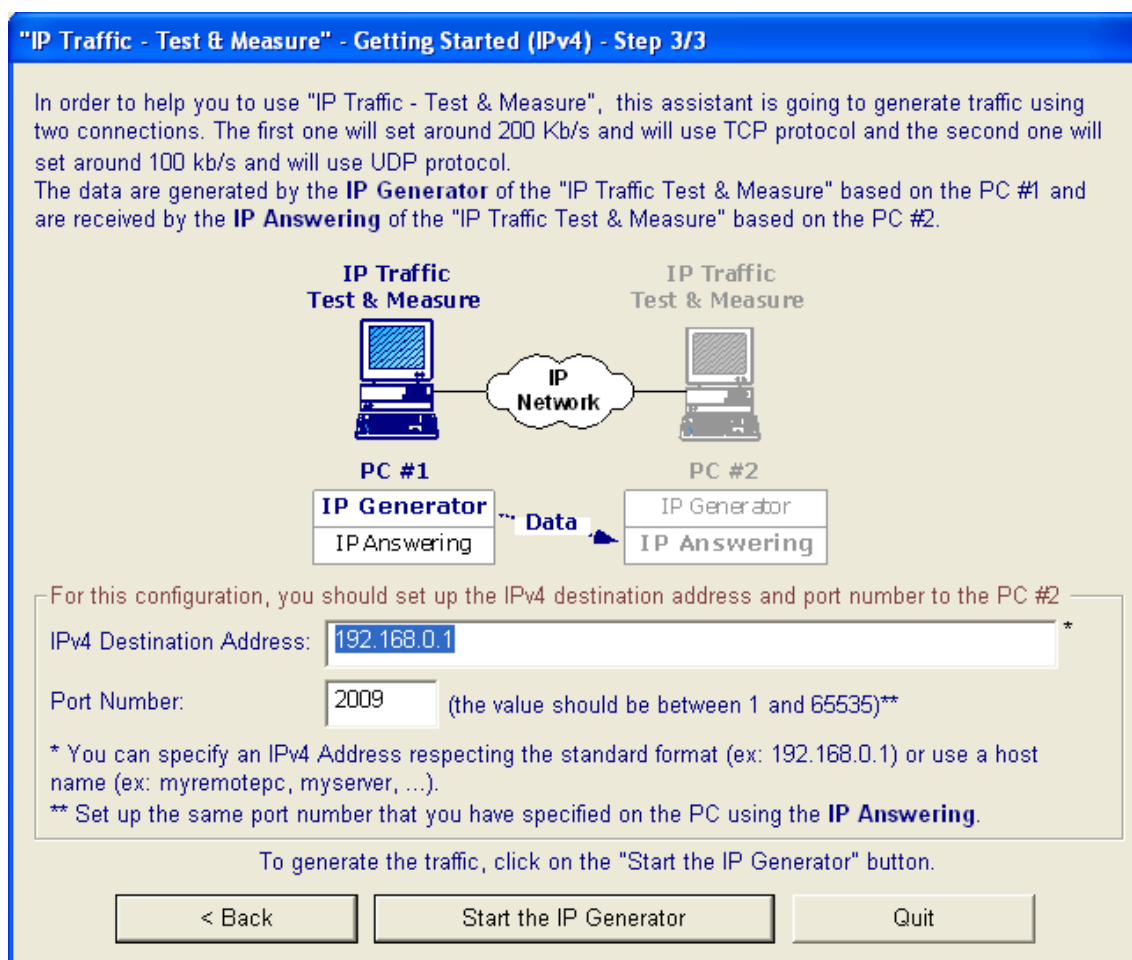 "IP Traffic - Test & Measure" - Getting Started (IPv4) - Step 3/3
In order to help you to use "IP Traffic - Test & Measure", this assistant is going to generate traffic using
two connections. The first one will set around 200 Kb/s and will use TCP protocol and the second one will
set around 100 kb/s and will use UDP protocol.
The data are generated by the IP Generator of the "IP Traffic Test & Measure" based on the PC #1 and
are received by the IP Answering of the "IP Traffic Test & Measure" based on the PC #2.
IP Traffic
Test & Measure
IP Traffic
Test & Measure
IP
Network
PC #1
PC #2
IP Generator
IP Answering
Data
IP Generator
IP Answering
For this configuration, you should set up the IPv4 destination address and port number to the PC #2
IPv4 Destination Address: 192.168.0.1 *
Port Number: 2009 (the value should be between 1 and 65535)**
* You can specify an IPv4 Address respecting the standard format (ex: 192.168.0.1) or use a host
name (ex: myremotepc, myserver, ...).
** Set up the same port number that you have specified on the PC using the IP Answering.
To generate the traffic, click on the "Start the IP Generator" button.
< Back Start the IP Generator Quit